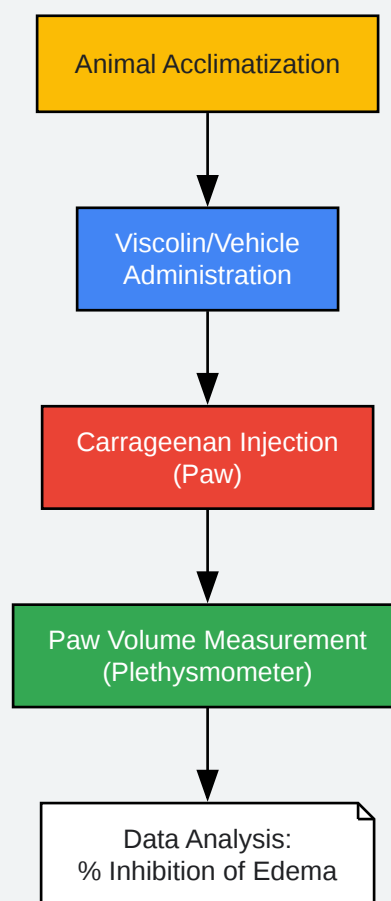 Animal Acclimatization
Viscolin/Vehicle
Administration
Carrageenan Injection
(Paw)
Paw Volume Measurement
(Plethysmometer)
Data Analysis:
% Inhibition of Edema